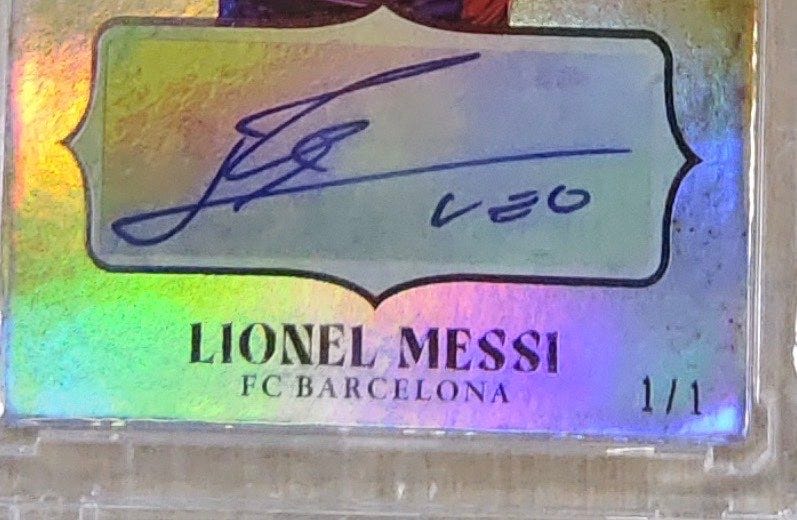 LEO
LIONEL MESSI
FC BARCELONA
1/1